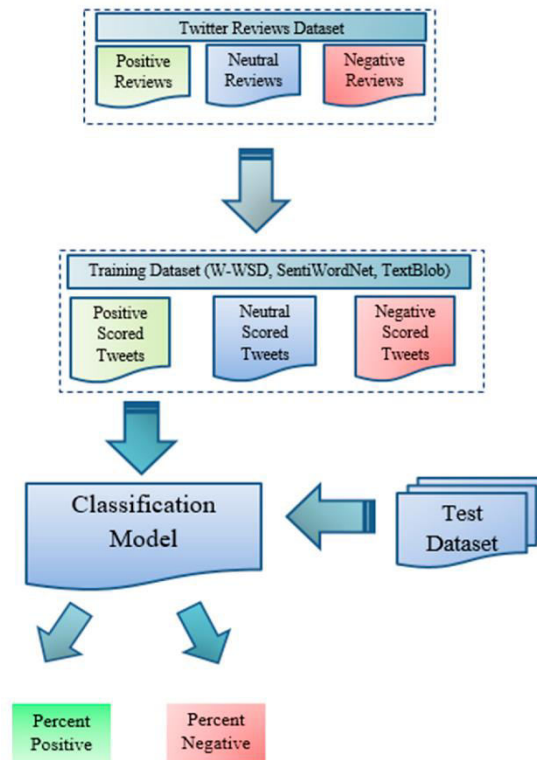 Twitter Reviews Dataset
Positive
Reviews
Neutral
Reviews
Negative
Reviews
Training Dataset (W-WSD, SentiWordNet, TextBlob)
Positive
Scored
Tweets
Neutral
Scored
Tweets
Negative
Scored
Tweets
Classification
Model
Test
Dataset
Percent
Positive
Percent
Negative